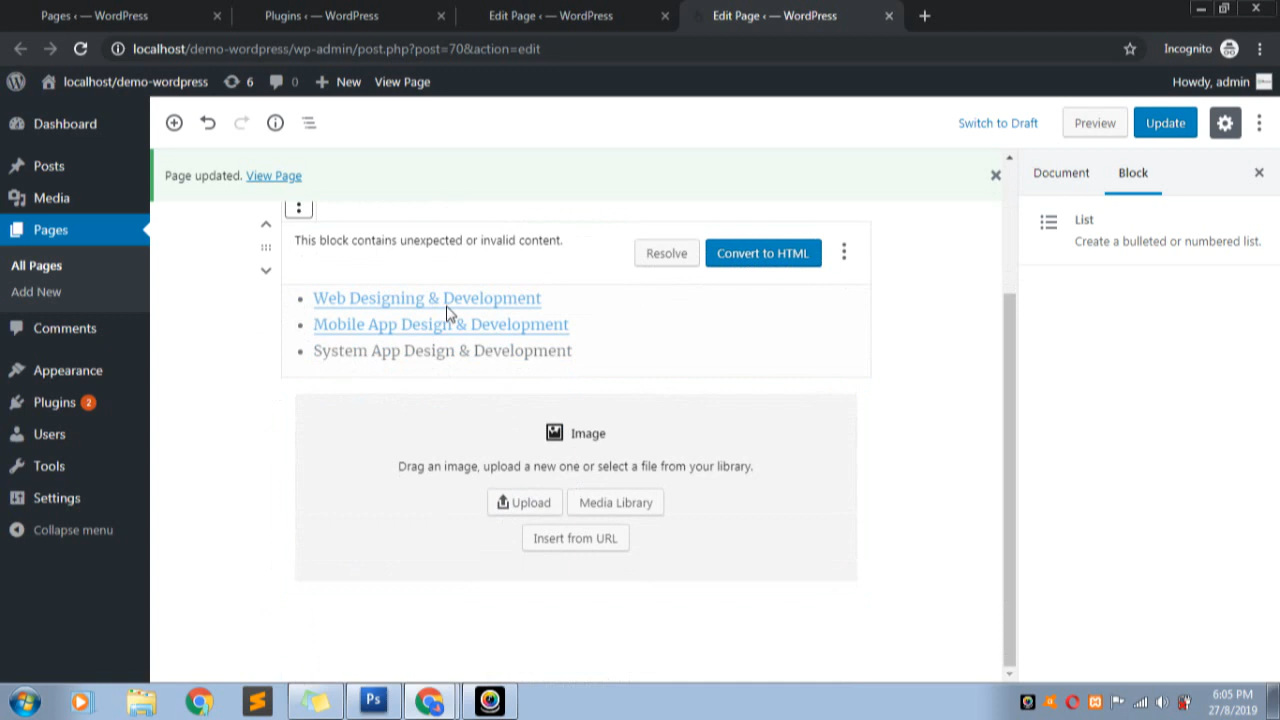 Pages ‹ — WordPress
Plugins ‹ — WordPress
Edit Page ‹ — WordPress
Edit Page ‹ — WordPress
localhost/demo-wordpress/wp-admin/post.php?post=70&action=edit
Incognito
localhost/demo-wordpress
6
0
New
View Page
Howdy, admin
Dashboard
Posts
Media
Pages
All Pages
Add New
Comments
Appearance
Plugins 2
Users
Tools
Settings
Collapse menu
Switch to Draft
Preview
Update
Page updated. View Page
This block contains unexpected or invalid content.
Resolve
Convert to HTML
Web Designing & Development
Mobile App Design & Development
System App Design & Development
Image
Drag an image, upload a new one or select a file from your library.
Upload
Media Library
Insert from URL
Document
Block
List
Create a bulleted or numbered list.
Ps
6:05 PM
27/8/2019